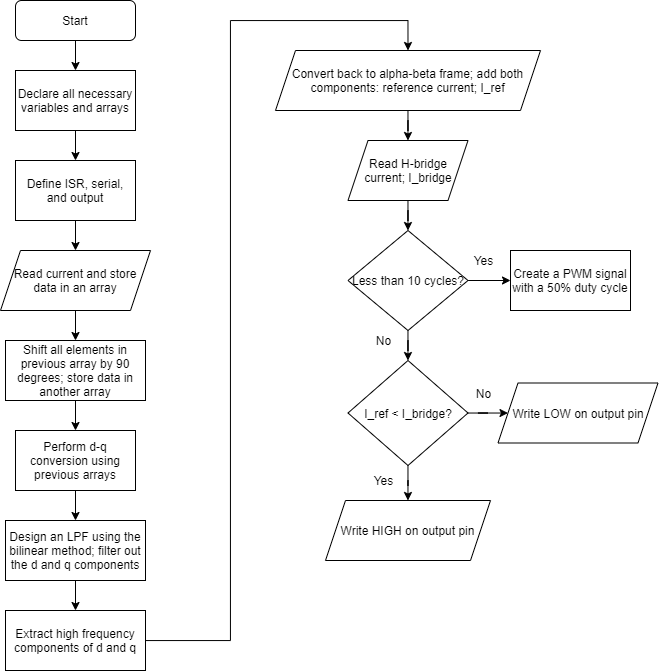 Start
Declare all necessary
variables and arrays
Define ISR, serial,
and output
Read current and store
data in an array
Shift all elements in
previous array by 90
degrees; store data in
another array
Perform d-q
conversion using
previous arrays
Design an LPF using the
bilinear method; filter out
the d and q components
Extract high frequency
components of d and q
Convert back to alpha-beta frame; add both
components: reference current; I_ref
Read H-bridge
current; I_bridge
Less than 10 cycles?
Yes
Create a PWM signal
with a 50% duty cycle
No
I_ref < I_bridge?
No
Write LOW on output pin
Yes
Write HIGH on output pin